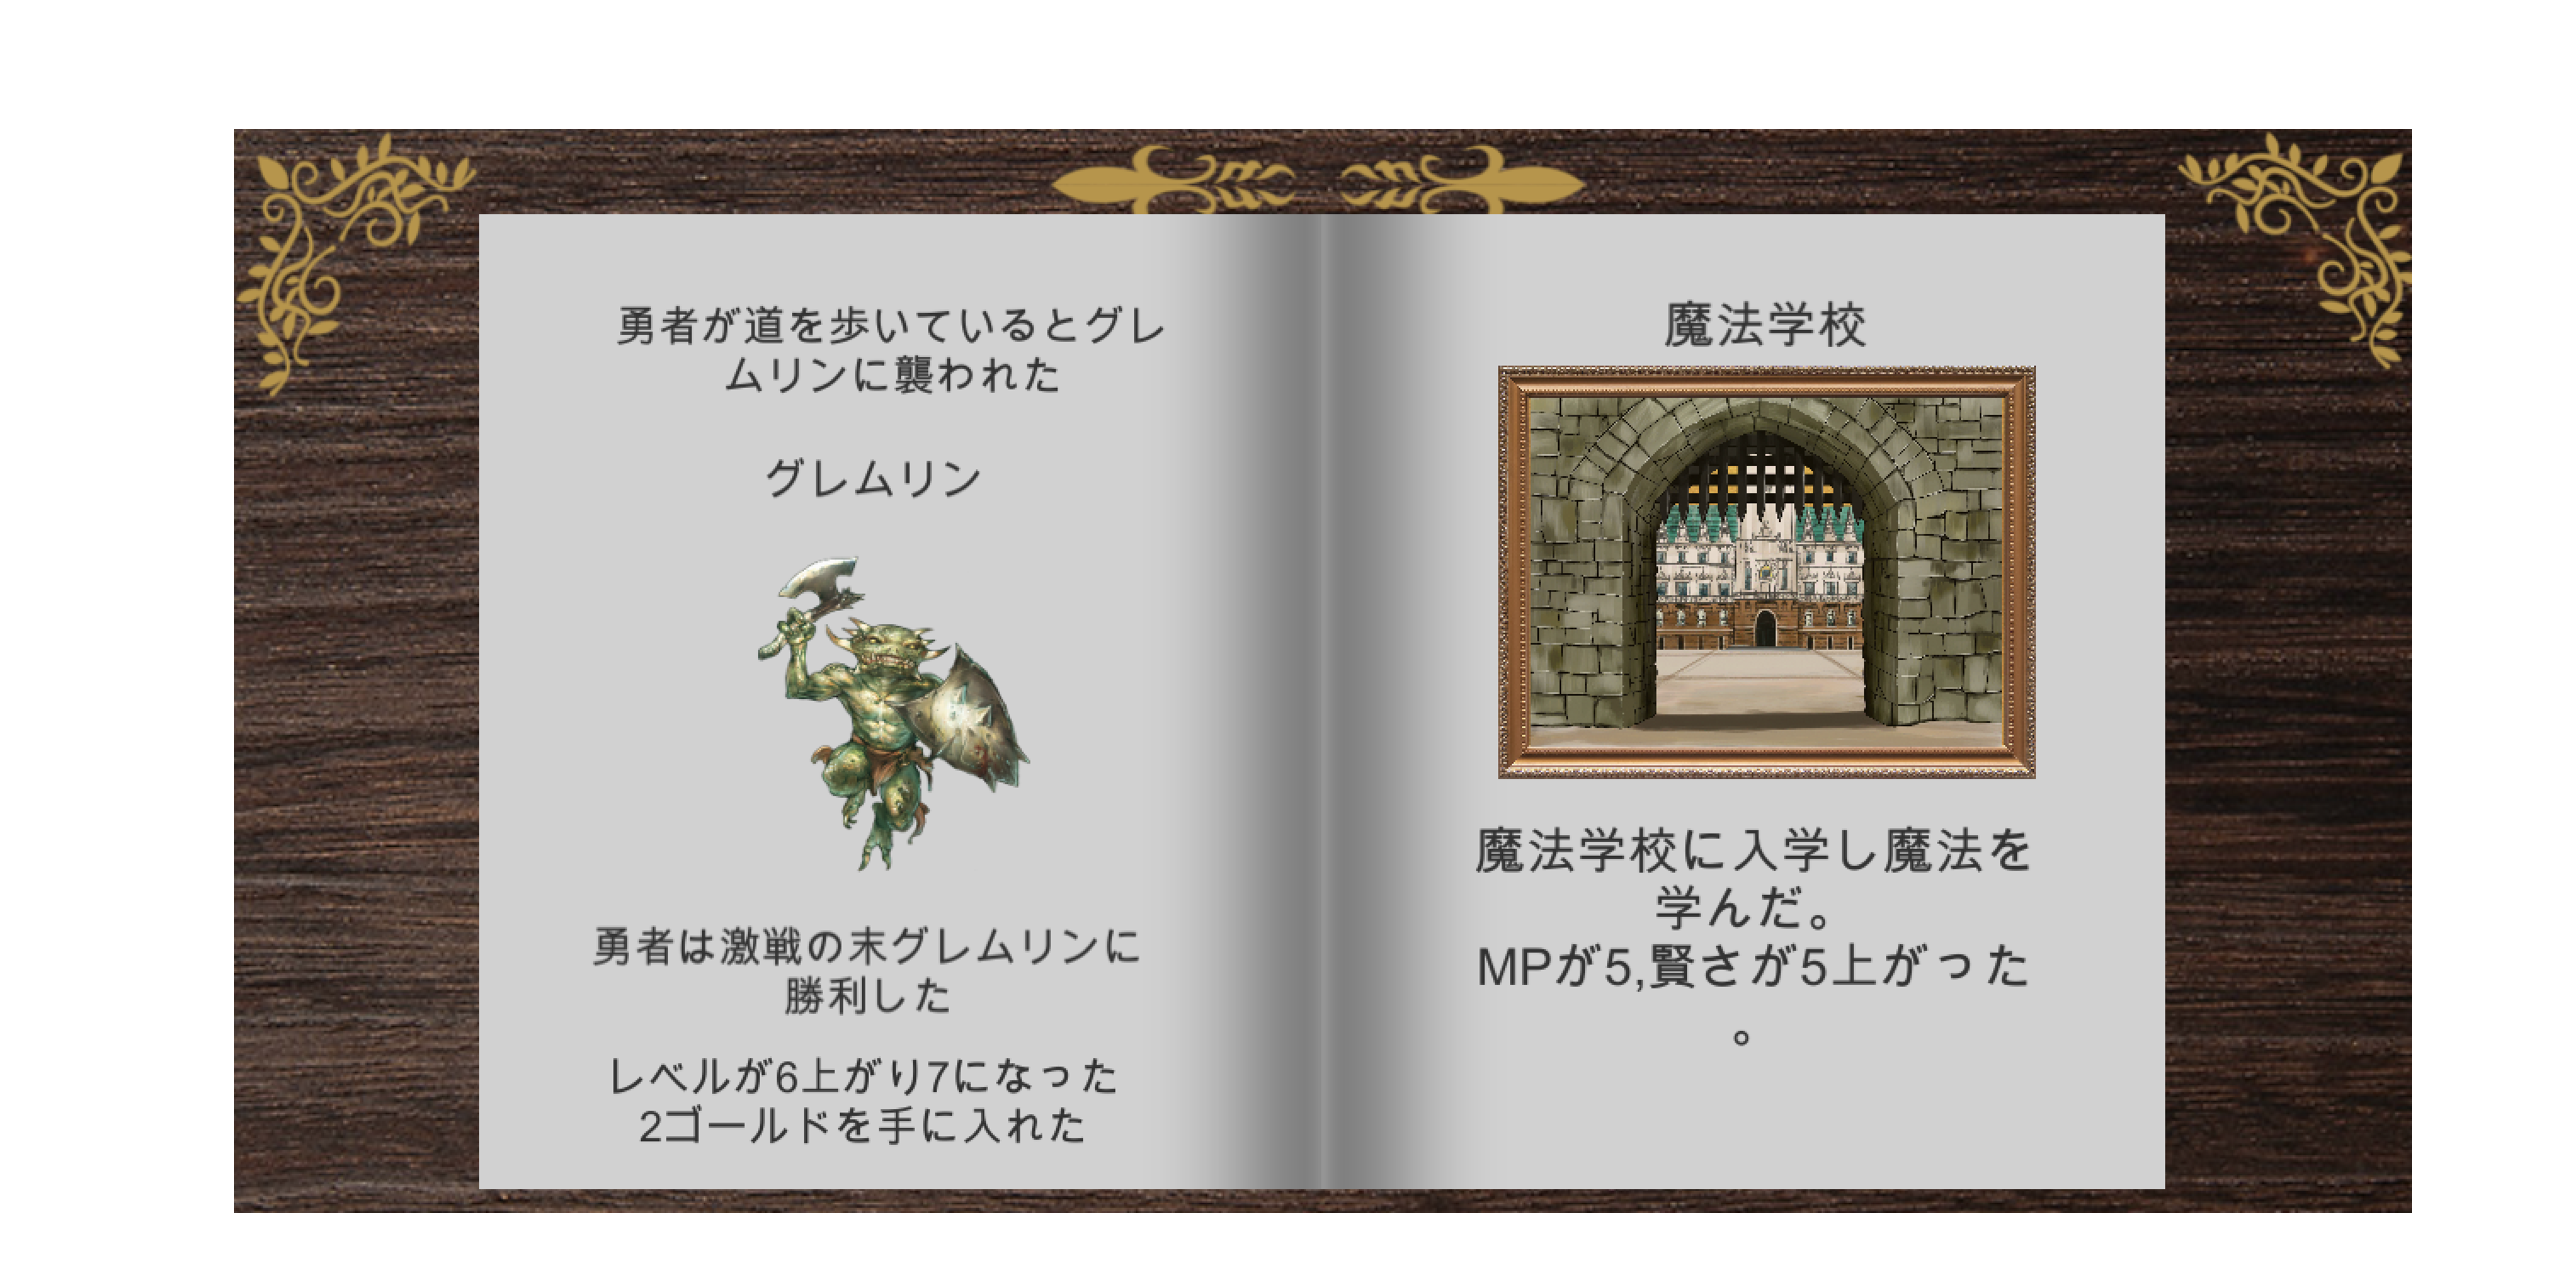 勇者が道を歩いているとグレ
ムリンに襲われた
グレムリン
勇者は激戦の末グレムリンに
勝利した
レベルが6上がり7になった
2ゴールドを手に入れた
魔法学校
魔法学校に入学し魔法を
学んだ。
MPが5,賢さが5上がった
。